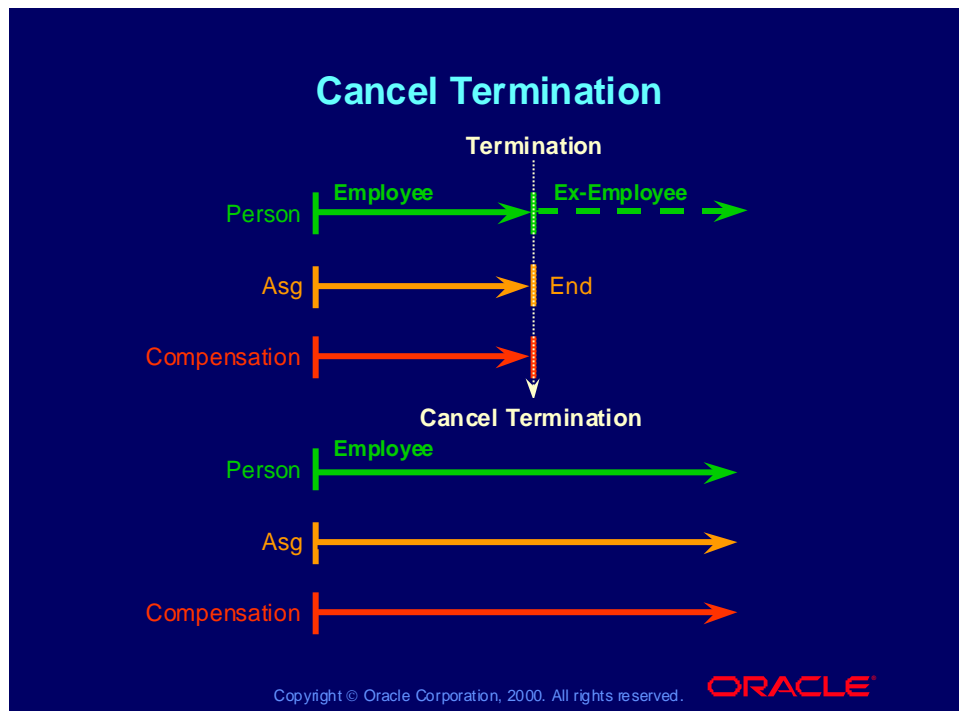 Cancel Termination
Termination
Employee
Ex-Employee
Person
Asg
End
Compensation
Cancel Termination
Employee
Person
Asg
Compensation
Copyright © Oracle Corporation, 2000. All rights reserved.
ORACLE®